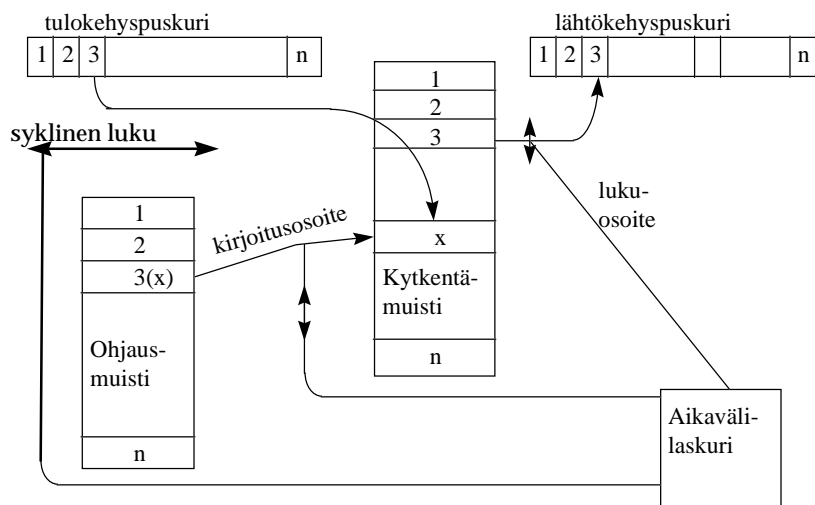 tulokehyspuskuri
lähtökehyspuskuri
1 2 3 n
1 2 3 n
1
2
3
x
Kytkentä-
muisti
n
syklinen luku
kirjoitusosoite
luku-
osoite
1
2
3(x)
Ohjaus-
muisti
n
Aikaväli-
laskuri